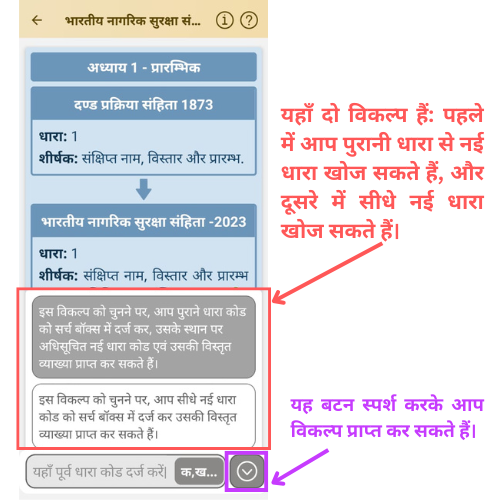 भारतीय नागरिक सुरक्षा सं...
अध्याय 1 - प्रारम्भिक
दण्ड प्रक्रिया संहिता 1873
धारा: 1
शीर्षक: संक्षिप्त नाम, विस्तार और प्रारम्भ.
भारतीय नागरिक सुरक्षा संहिता -2023
धारा: 1
शीर्षक: संक्षिप्त नाम, विस्तार और प्रारम्भ
इस विकल्प को चुनने पर, आप पुराने धारा कोड
को सर्च बॉक्स में दर्ज कर, उसके स्थान पर
अधिसूचित नई धारा कोड एवं उसकी विस्तृत
व्याख्या प्राप्त कर सकते हैं।
इस विकल्प को चुनने पर, आप सीधे नई धारा
कोड को सर्च बॉक्स में दर्ज कर उसकी विस्तृत
व्याख्या प्राप्त कर सकते हैं।
यहाँ पूर्व धारा कोड दर्ज करें|
क,ख...
यहाँ दो विकल्प हैं: पहले
में आप पुरानी धारा से नई
धारा खोज सकते हैं, और
दूसरे में सीधे नई धारा
खोज सकते हैं।
यह बटन स्पर्श करके आप
विकल्प प्राप्त कर सकते हैं।